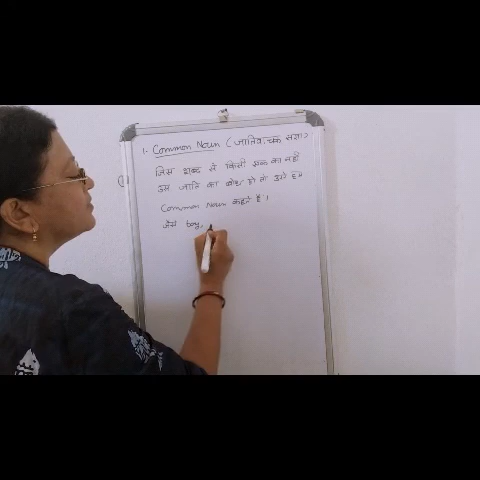 1- Common Noun (जातिवाचक संज्ञा)
जिस शब्द से किसी एक का नहीं
उस जाति का बोध हो तो उसे हम
Common Noun कहते हैं।
जैसे boy,